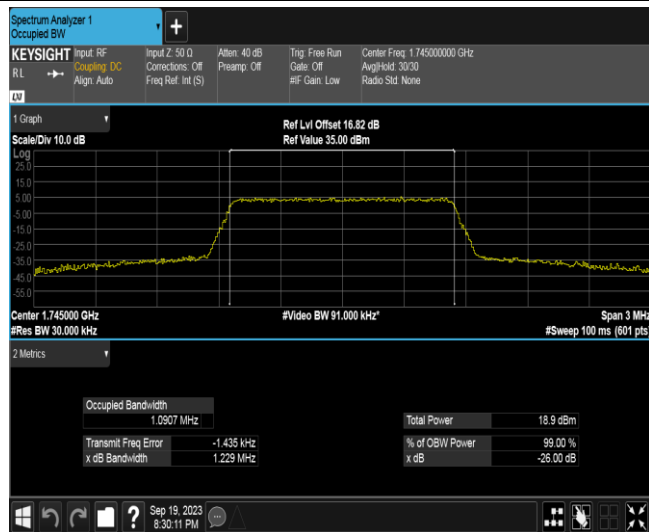 Spectrum Analyzer 1
Occupied BW
+
KEYSIGHT Input: RF Input Z: 50 Ω Atten: 40 dB Trig: Free Run Center Freq: 1.745000000 GHz
RL Coupling: DC Corrections: Off Preamp: Off Gate: Off Avg|Hold: 30/30
Align: Auto Freq Ref: Int (S) #IF Gain: Low Radio Std: None
1 Graph
Ref Lvl Offset 16.82 dB
Scale/Div 10.0 dB Ref Value 35.00 dBm
Log
25.0
15.0
5.00
-5.00
-15.0
-25.0
-35.0
-45.0
-55.0
Center 1.745000 GHz #Video BW 91.000 kHz* Span 3 MHz
#Res BW 30.000 kHz #Sweep 100 ms (601 pts)
2 Metrics
Occupied Bandwidth
1.0907 MHz Total Power 18.9 dBm
Transmit Freq Error -1.435 kHz % of OBW Power 99.00 %
x dB Bandwidth 1.229 MHz x dB -26.00 dB
? Sep 19, 2023
8:30:11 PM